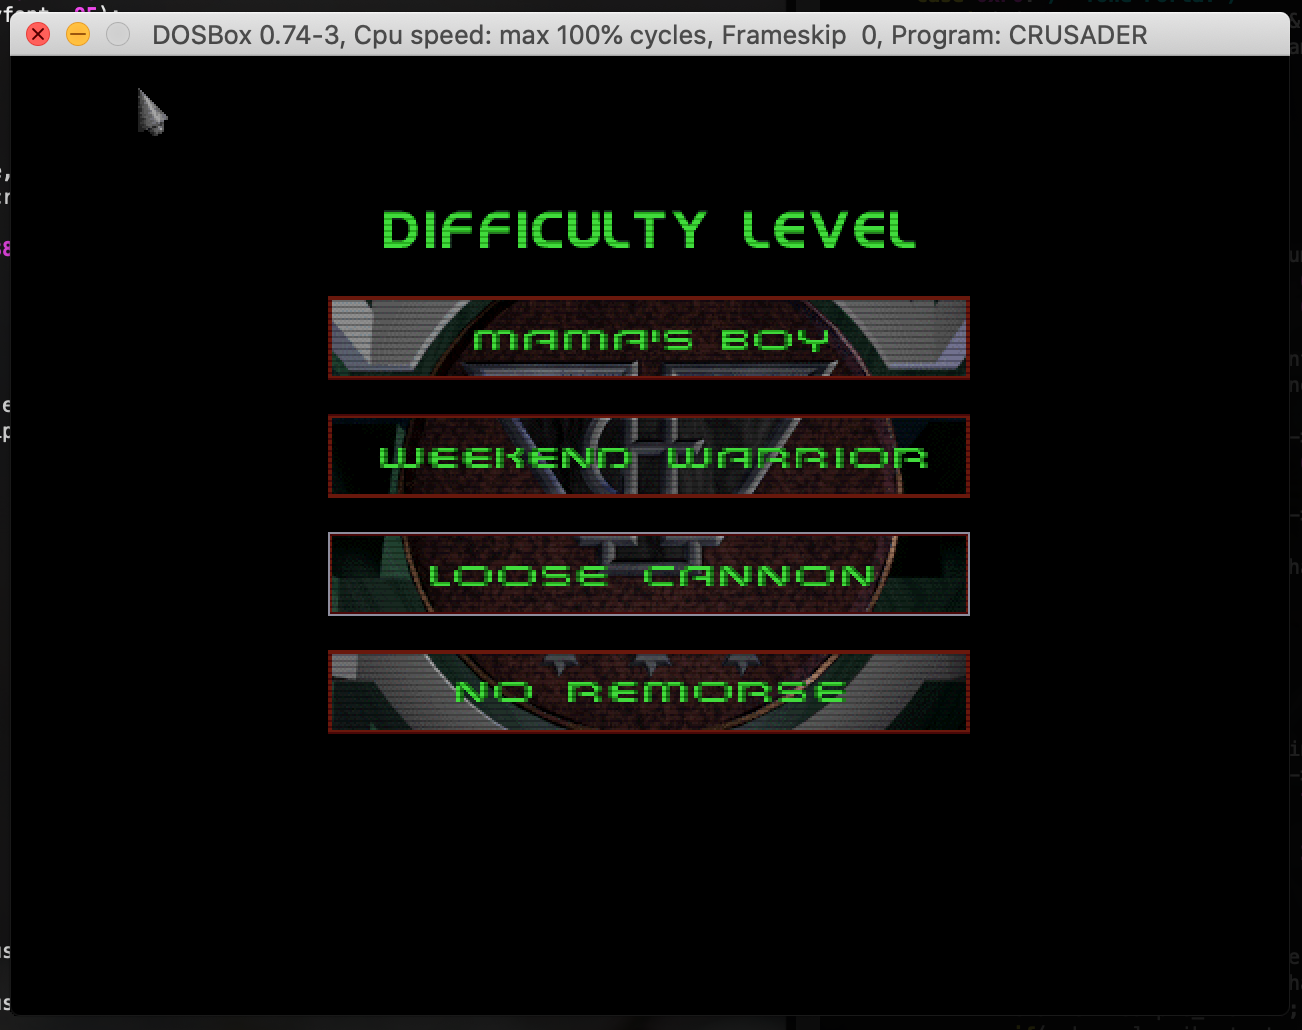 DOSBox 0.74-3, Cpu speed: max 100% cycles, Frameskip 0, Program: CRUSADER
DIFFICULTY LEVEL
MAMA'S BOY
WEEKEND WARRIOR
LOOSE CANNON
NO REMORSE